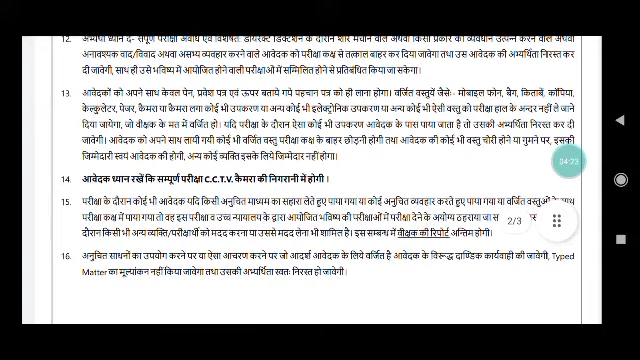 12. अभ्यर्थी ध्यान दें- संपूर्ण परीक्षा अवधि एवं विशेषतः डायरेक्ट डिक्टेशन के दौरान शोर मचाने वाले अथवा किसी प्रकार का व्यवधान उत्पन्न करने वाले अथवा
अनावश्यक वाद/विवाद अथवा असभ्य व्यवहार करने वाले आवेदक को परीक्षा कक्ष से तत्काल बाहर कर दिया जावेगा तथा उस आवेदक की अभ्यर्थिता निरस्त कर
दी जावेगी, साथ ही उसे भविष्य में आयोजित होने वाली परीक्षाओं में सम्मिलित होने से प्रतिबंधित किया जा सकेगा।
13. आवेदकों को अपने साथ केवल पेन, प्रवेश पत्र एवं ऊपर बताये गये पहचान पत्र को ही लाना होगा। वर्जित वस्तुयें जैसेः- मोबाइल फोन, बैग, किताबें, कॉपिया,
केल्कुलेटर, पेजर, कैमरा या कैमरा लगा कोई भी उपकरण या अन्य कोई भी इलेक्ट्रोनिक उपकरण या अन्य कोई भी ऐसी वस्तु को परीक्षा हाल के अन्दर नहीं ले जाने
दिया जायेगा, जो वीक्षक के मत में वर्जित हो। यदि परीक्षा के दौरान ऐसा कोई भी उपकरण आवेदक के पास पाया जाता है तो उसकी अभ्यर्थिता निरस्त कर दी
जावेगी। आवेदक को अपने साथ लायी गयी कोई भी वर्जित वस्तु परीक्षा कक्ष के बाहर छोड़नी होगी तथा आवेदक की कोई भी वस्तु चोरी होने या गुमने पर, इसकी
जिम्मेदारी स्वयं आवेदक की होगी, अन्य कोई व्यक्ति इसके लिये जिम्मेदार नहीं होगा।
04:23
14. आवेदक ध्यान रखें कि सम्पूर्ण परीक्षा C.C.T.V. कैमरा की निगरानी में होगी।
15. परीक्षा के दौरान कोई भी आवेदक यदि किसी अनुचित माध्यम का सहारा लेते हुए पाया गया या कोई अनुचित व्यवहार करते हुए पाया गया या वर्जित वस्तुओं के साथ
परीक्षा कक्ष में पाया गया तो वह इस परीक्षा व उच्च न्यायालय के द्वारा आयोजित भविष्य की परीक्षाओं में परीक्षा देने के अयोग्य ठहराया जा
2/3
दौरान किसी भी अन्य व्यक्ति/परीक्षार्थी को मदद करना या उससे मदद लेना भी शामिल है। इस सम्बन्ध में वीक्षक की रिपोर्ट अन्तिम होगी।
16. अनुचित साधनों का उपयोग करने पर या ऐसा आचरण करने पर जो आदर्श आवेदक के लिये वर्जित है आवेदक के विरूद्ध दाण्डिक कार्यवाही की जावेगी, Typed
Matter का मूल्यांकन नहीं किया जावेगा तथा उसकी अभ्यर्थिता स्वतः निरस्त हो जावेगी।